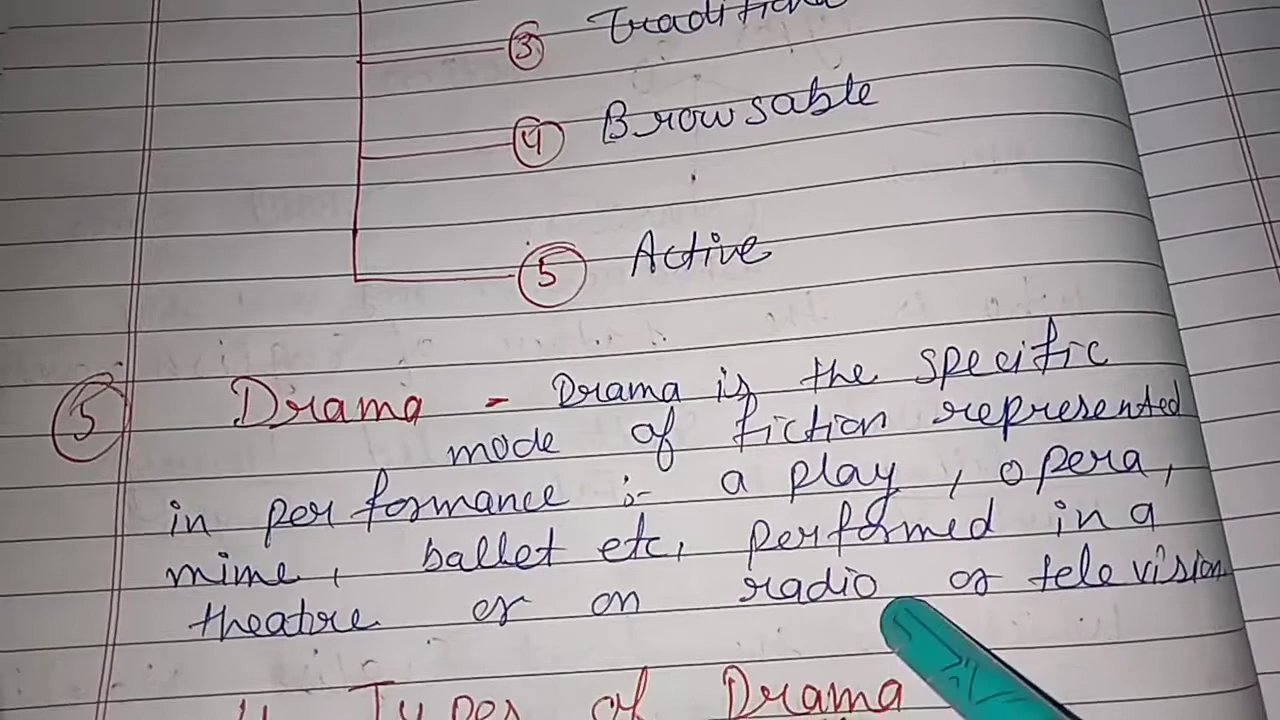 ③ Traditional
④ Browsable
⑤ Active
⑤ Drama - Drama is the specific
mode of fiction represented
in performance :- a play, opera,
mime, ballet etc, performed in a
theatre or on radio or television
Types of Drama